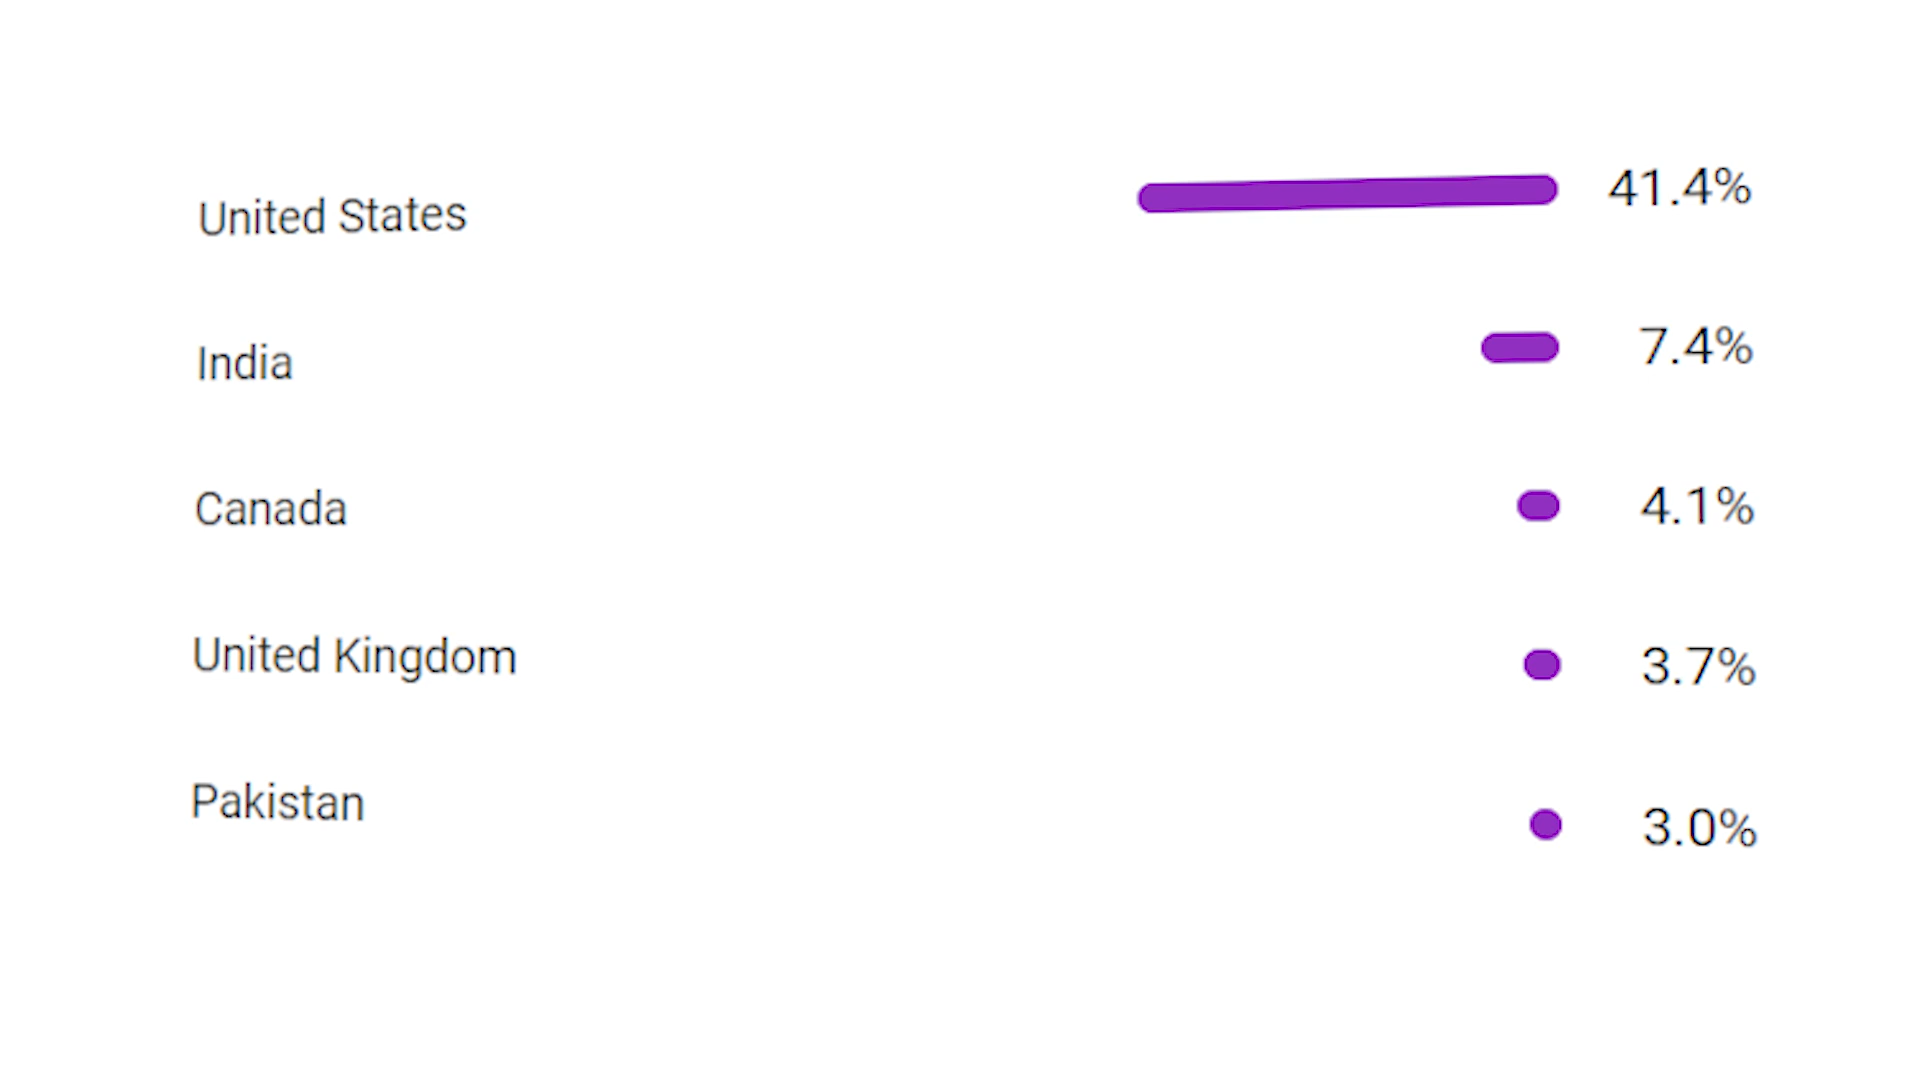 United States 41.4%
India 7.4%
Canada 4.1%
United Kingdom 3.7%
Pakistan 3.0%